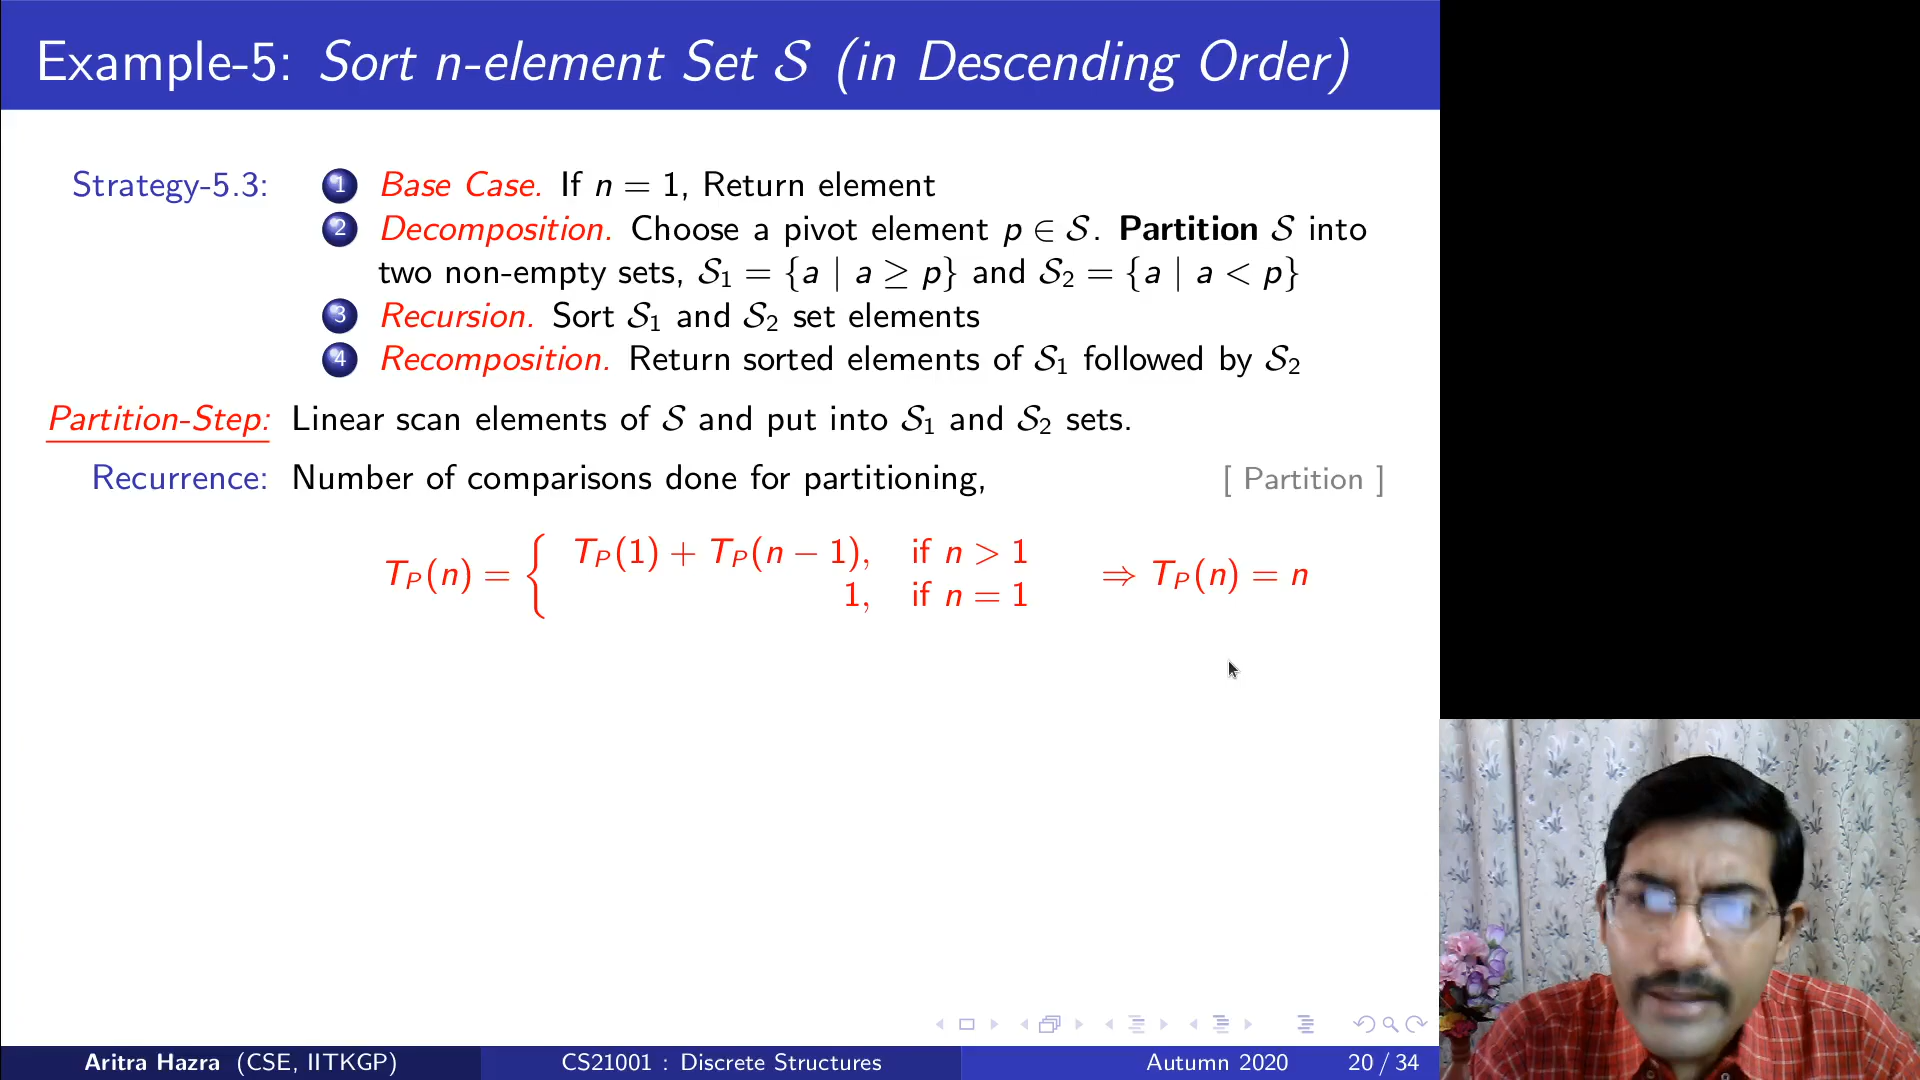 Example-5: Sort n-element Set 𝒮 (in Descending Order)
Strategy-5.3: 1 Base Case. If n = 1, Return element
2 Decomposition. Choose a pivot element p ∈ 𝒮. Partition 𝒮 into
two non-empty sets, 𝒮₁ = {a | a ≥ p} and 𝒮₂ = {a | a < p}
3 Recursion. Sort 𝒮₁ and 𝒮₂ set elements
4 Recomposition. Return sorted elements of 𝒮₁ followed by 𝒮₂
Partition-Step: Linear scan elements of 𝒮 and put into 𝒮₁ and 𝒮₂ sets.
Recurrence: Number of comparisons done for partitioning, [ Partition ]
T_P(n) = { T_P(1) + T_P(n − 1), if n > 1
1, if n = 1 ⇒ T_P(n) = n
Aritra Hazra (CSE, IITKGP) CS21001 : Discrete Structures Autumn 2020 20 / 34